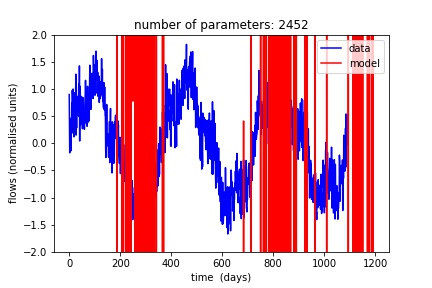 number of parameters: 2452
2.0
1.5
1.0
0.5
0.0
−0.5
−1.0
−1.5
−2.0
flows (normalised units)
data
model
0 200 400 600 800 1000 1200
time (days)